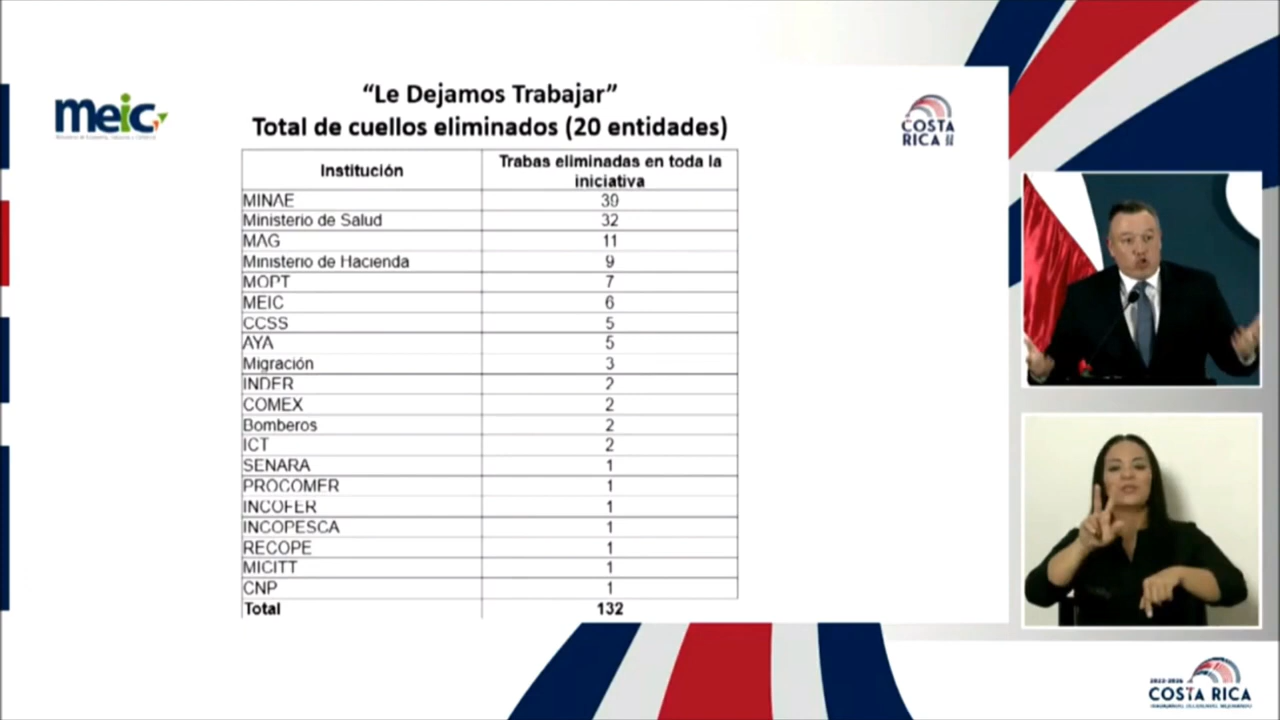 meic
"Le Dejamos Trabajar"
Total de cuellos eliminados (20 entidades)
COSTA
RICA
Institución Trabas eliminadas en toda la
iniciativa
MINAE 39
Ministerio de Salud 32
MAG 11
Ministerio de Hacienda 9
MOPT 7
MEIC 6
CCSS 5
AYA 5
Migración 3
INDER 2
COMEX 2
Bomberos 2
ICT 2
SENARA 1
PROCOMER 1
INCOFER 1
INCOPESCA 1
RECOPE 1
MICITT 1
CNP 1
Total 132
2022-2026
COSTA RICA